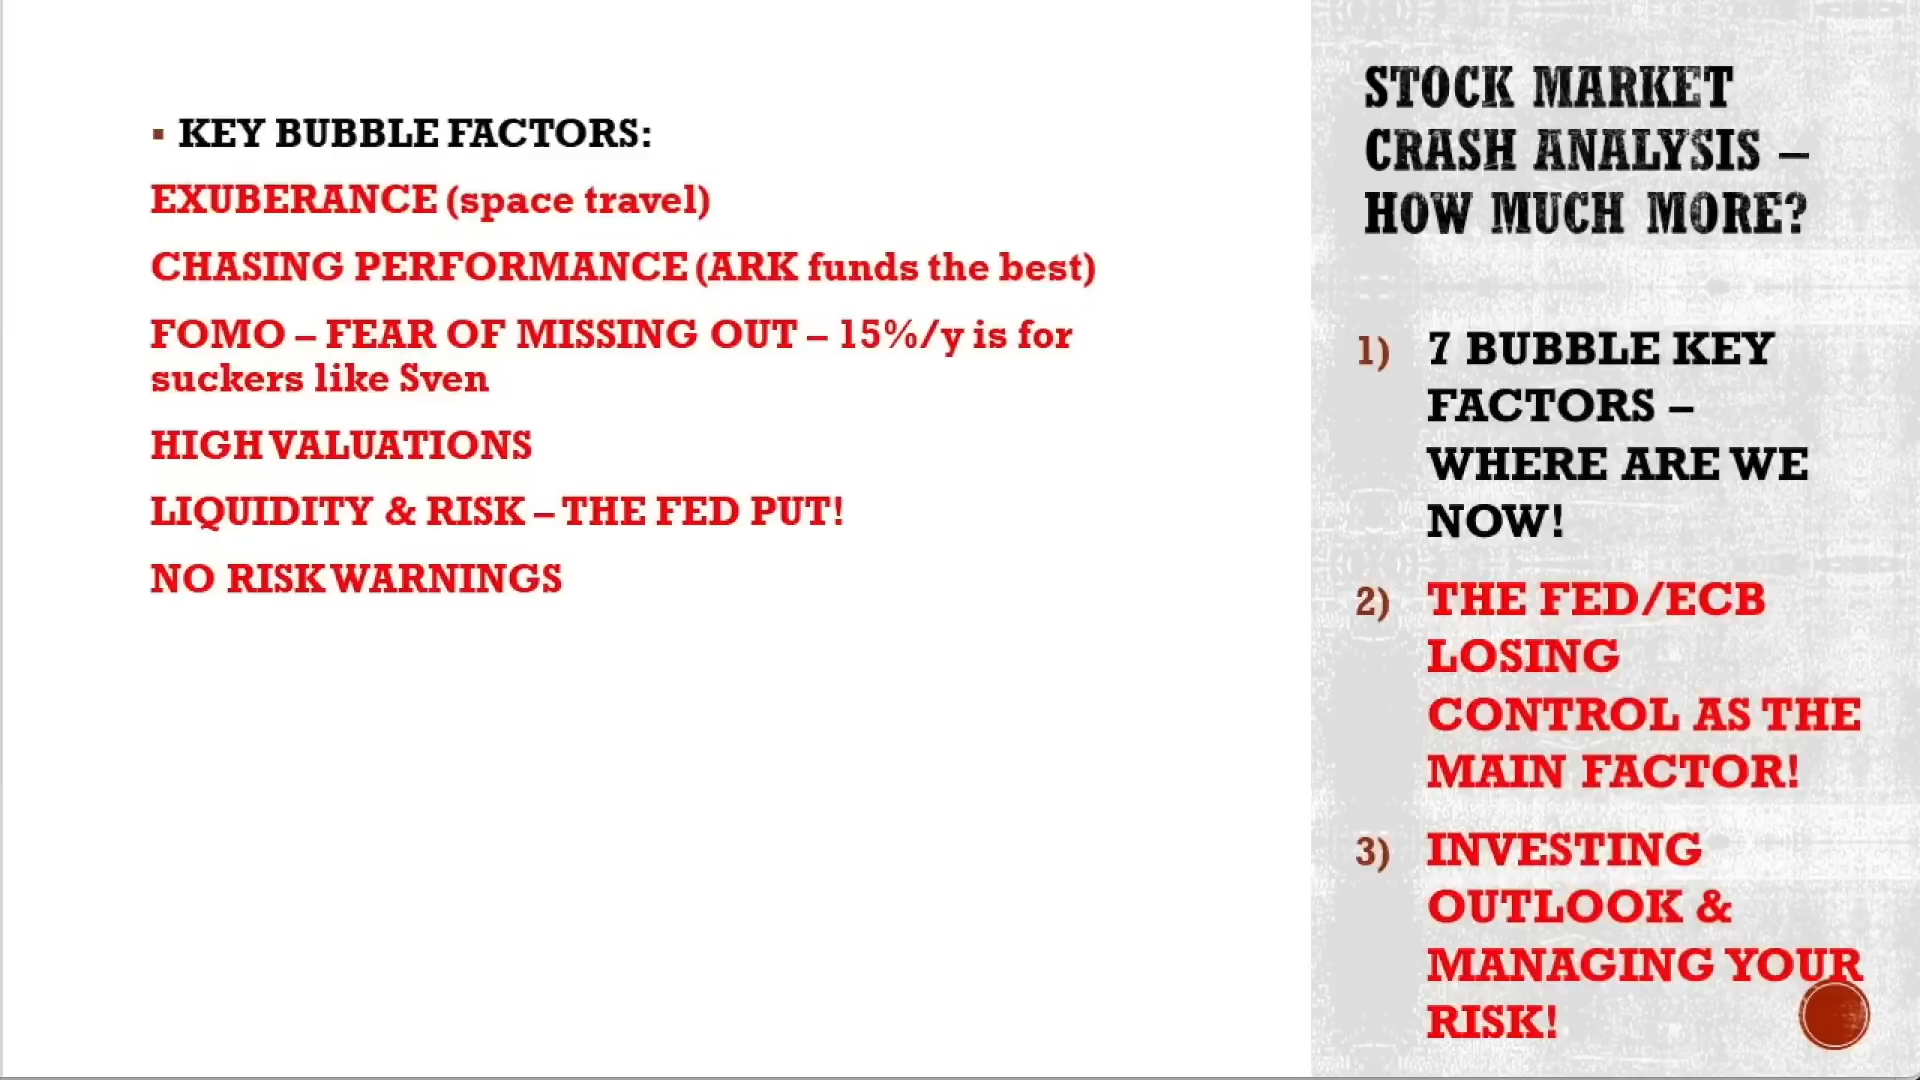 ▪ KEY BUBBLE FACTORS:
EXUBERANCE (space travel)
CHASING PERFORMANCE (ARK funds the best)
FOMO – FEAR OF MISSING OUT – 15%/y is for
suckers like Sven
HIGH VALUATIONS
LIQUIDITY & RISK – THE FED PUT!
NO RISK WARNINGS
STOCK MARKET
CRASH ANALYSIS –
HOW MUCH MORE?
1) 7 BUBBLE KEY
FACTORS –
WHERE ARE WE
NOW!
2) THE FED/ECB
LOSING
CONTROL AS THE
MAIN FACTOR!
3) INVESTING
OUTLOOK &
MANAGING YOUR
RISK!